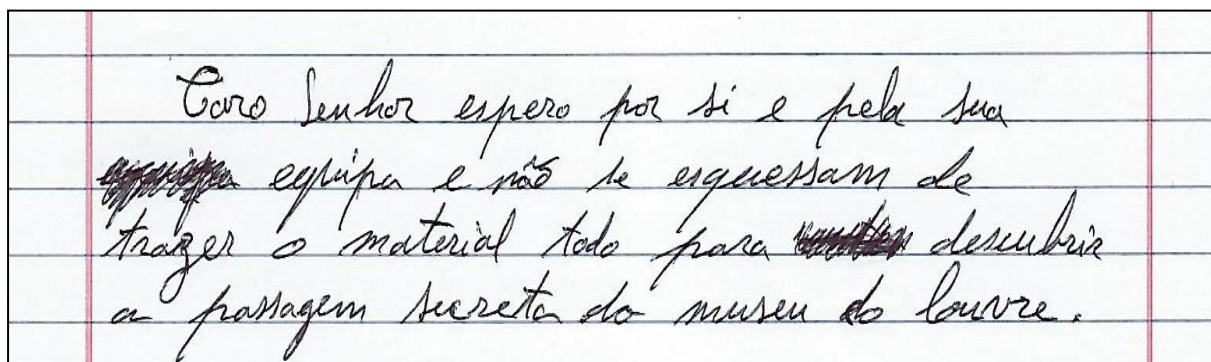 Caro Senhor espero por si e pela sua
equipa e não se esquessam de
trazer o material todo para descubrir
a passagem secreta do museu do louvre.